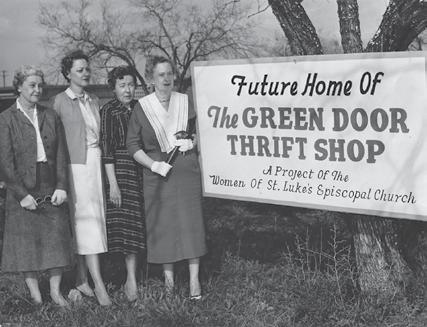 Future Home Of
The GREEN DOOR
THRIFT SHOP
A Project Of The
Women Of St. Luke's Episcopal Church